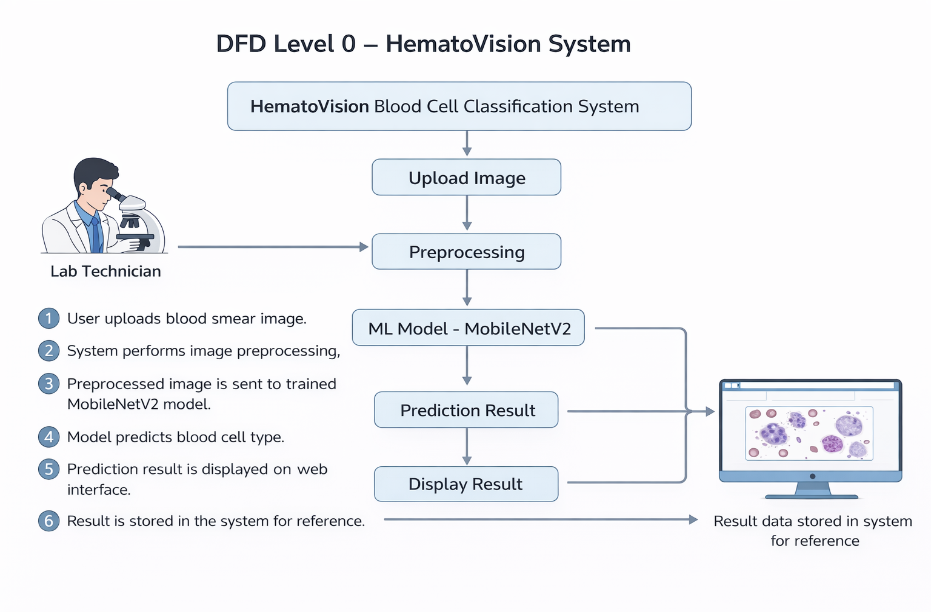 DFD Level 0 – HematoVision System
HematoVision Blood Cell Classification System
Upload Image
Preprocessing
Lab Technician
ML Model - MobileNetV2
Prediction Result
Display Result
1 User uploads blood smear image.
2 System performs image preprocessing,
3 Preprocessed image is sent to trained
MobileNetV2 model.
4 Model predicts blood cell type.
5 Prediction result is displayed on web
interface.
6 Result is stored in the system for reference.
Result data stored in system
for reference